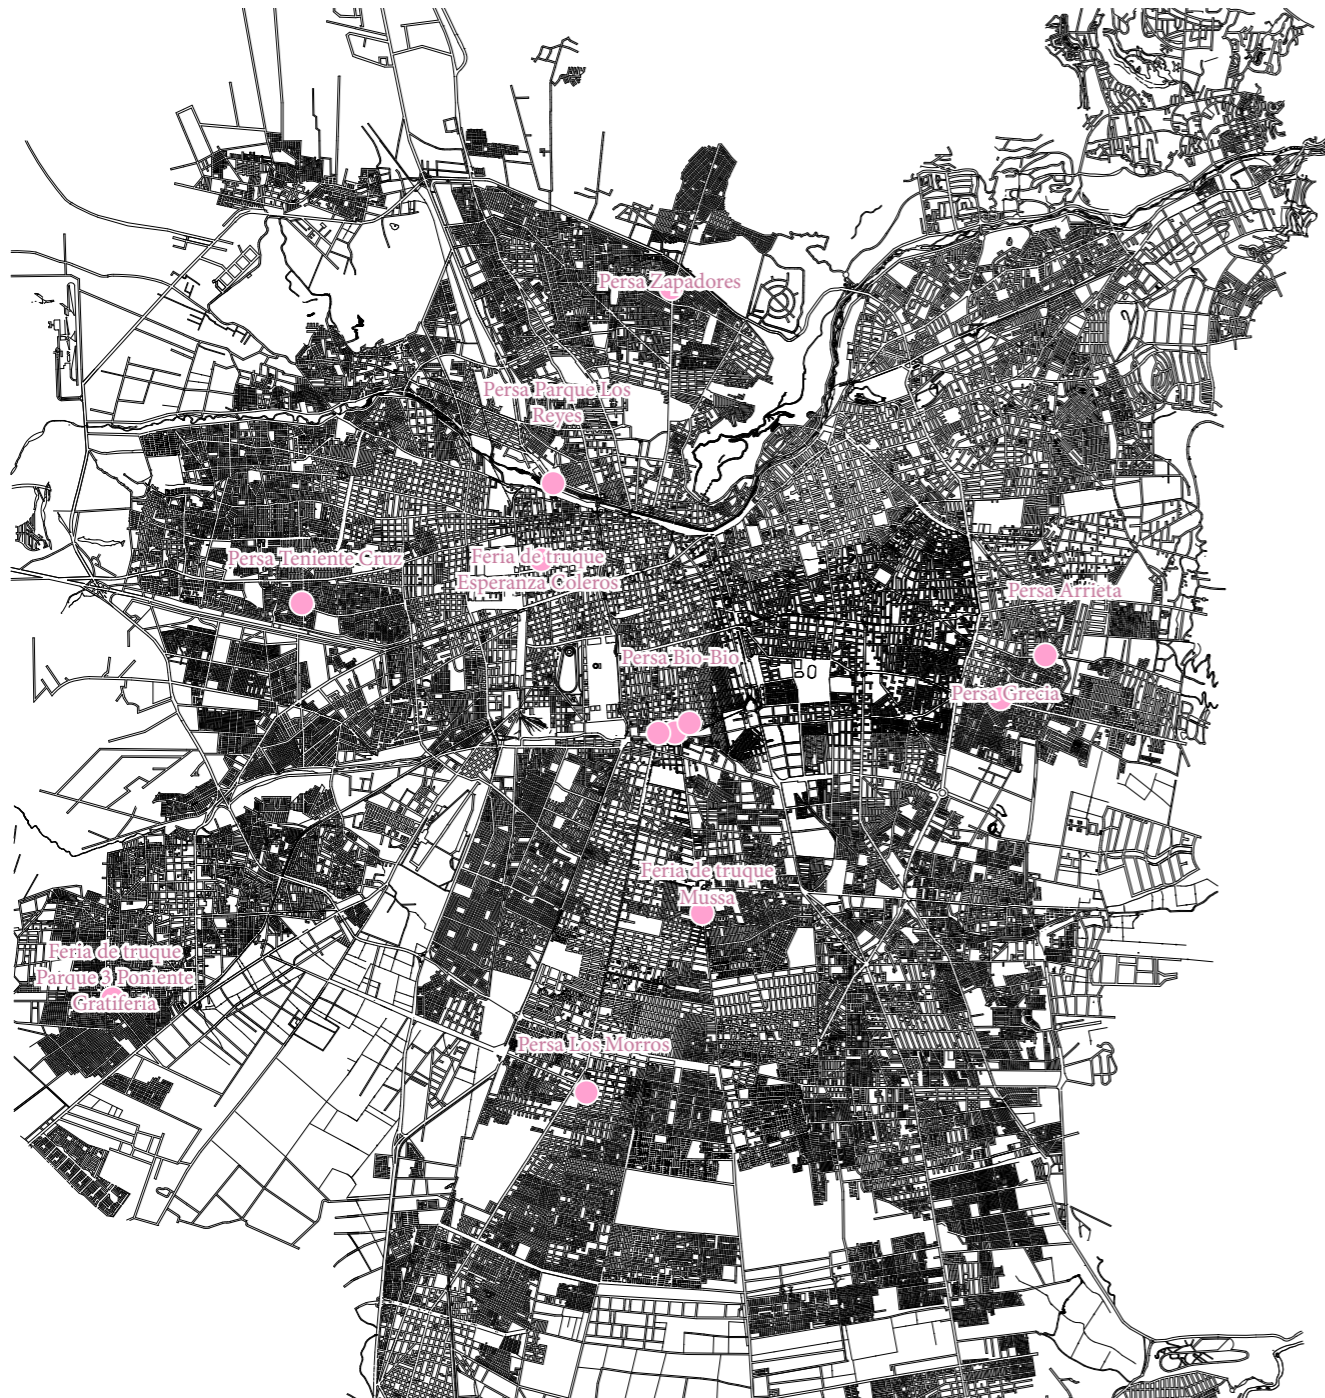 Persa Zapadores
Persa Parque Los
Reyes
Persa Teniente Cruz
Feria de truque
Esperanza Coleros
Persa Arrieta
Persa Bio-Bio
Persa Grecia
Feria de truque
Mussa
Feria de truque
Parque 3 Poniente
Gratiferia
Persa Los Morros